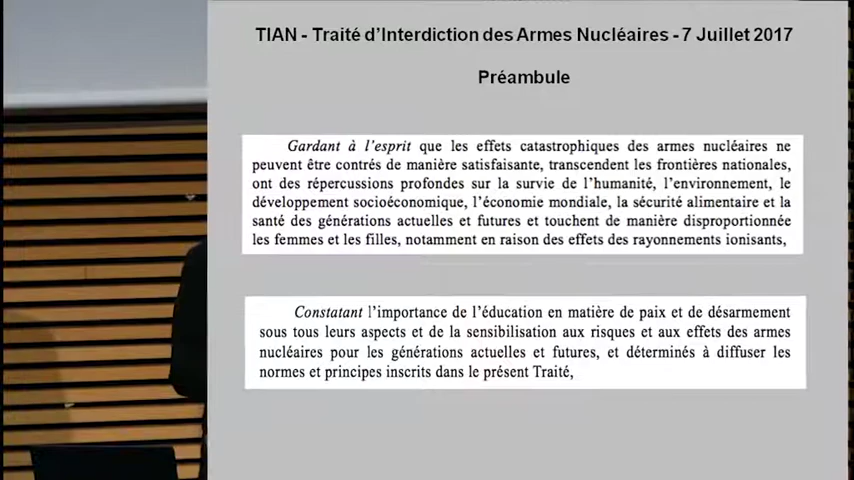 TIAN - Traité d'Interdiction des Armes Nucléaires - 7 Juillet 2017
Préambule
Gardant à l'esprit que les effets catastrophiques des armes nucléaires ne
peuvent être contrés de manière satisfaisante, transcendent les frontières nationales,
ont des répercussions profondes sur la survie de l'humanité, l'environnement, le
développement socioéconomique, l'économie mondiale, la sécurité alimentaire et la
santé des générations actuelles et futures et touchent de manière disproportionnée
les femmes et les filles, notamment en raison des effets des rayonnements ionisants,
Constatant l'importance de l'éducation en matière de paix et de désarmement
sous tous leurs aspects et de la sensibilisation aux risques et aux effets des armes
nucléaires pour les générations actuelles et futures, et déterminés à diffuser les
normes et principes inscrits dans le présent Traité,